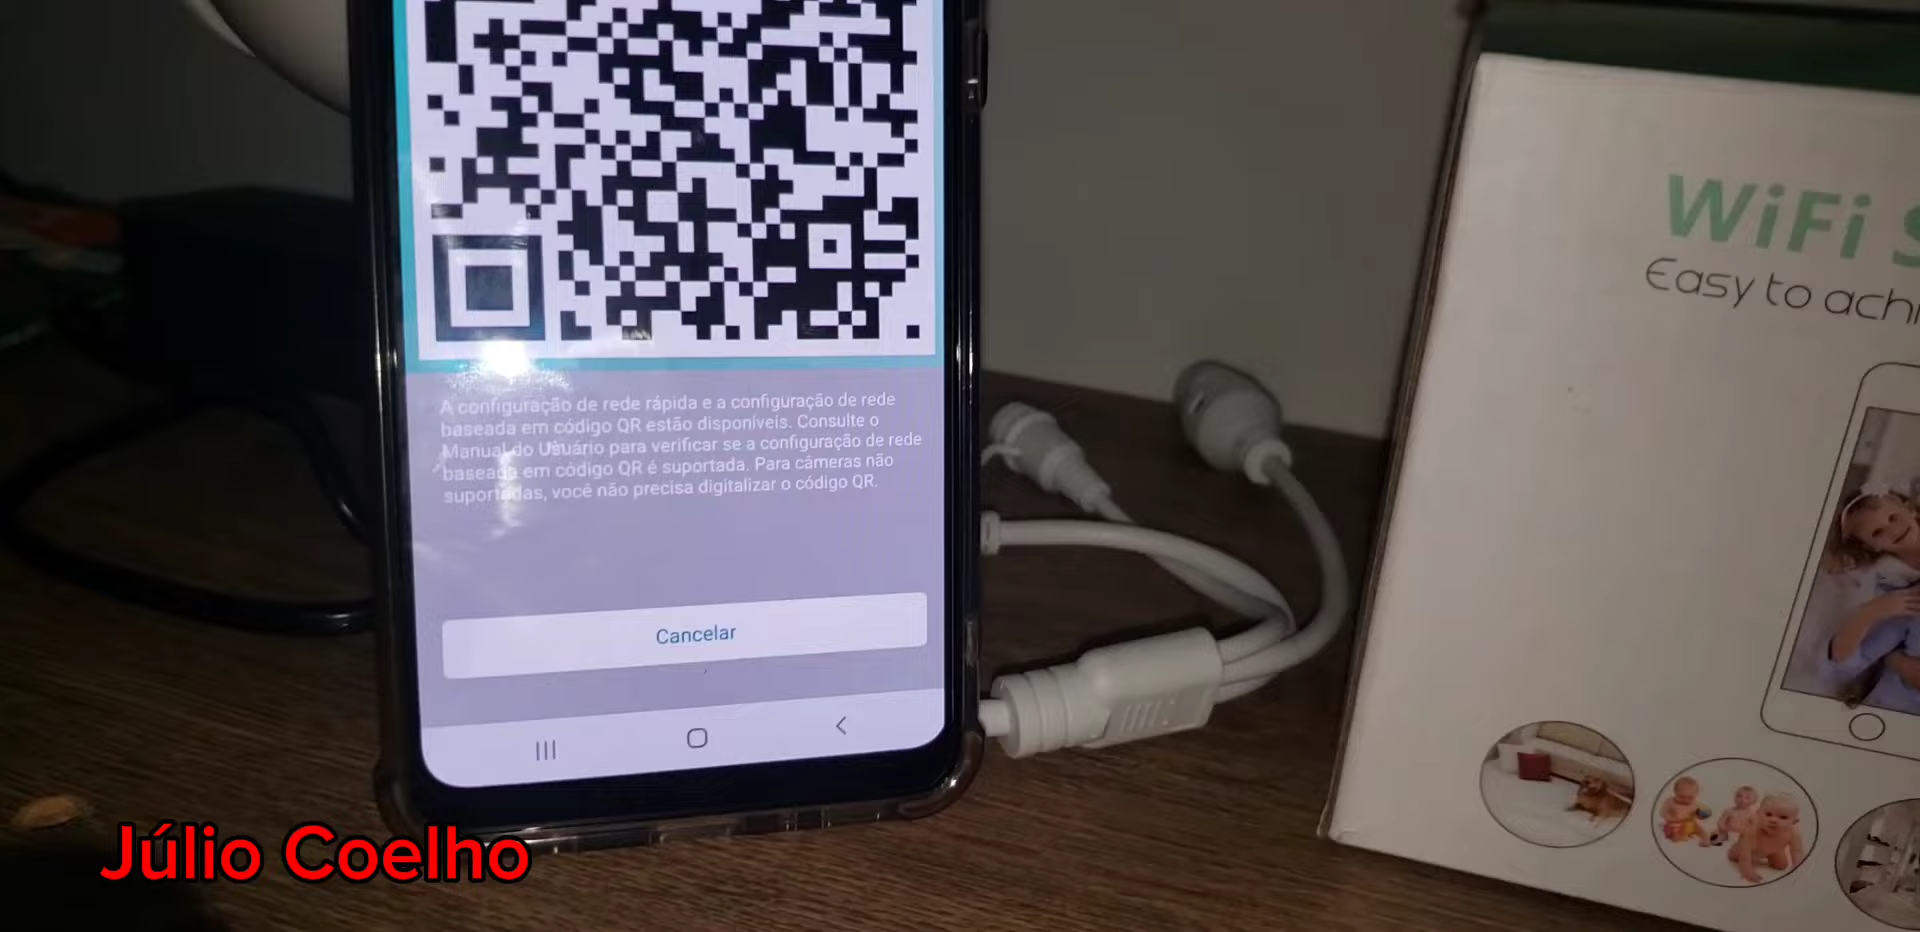 A configuração de rede rápida e a configuração de rede
baseada em código QR estão disponíveis. Consulte o
Manual do Usuário para verificar se a configuração de rede
baseada em código QR é suportada. Para câmeras não
suportadas, você não precisa digitalizar o código QR.
Cancelar
WiFi S
Easy to achi
Júlio Coelho